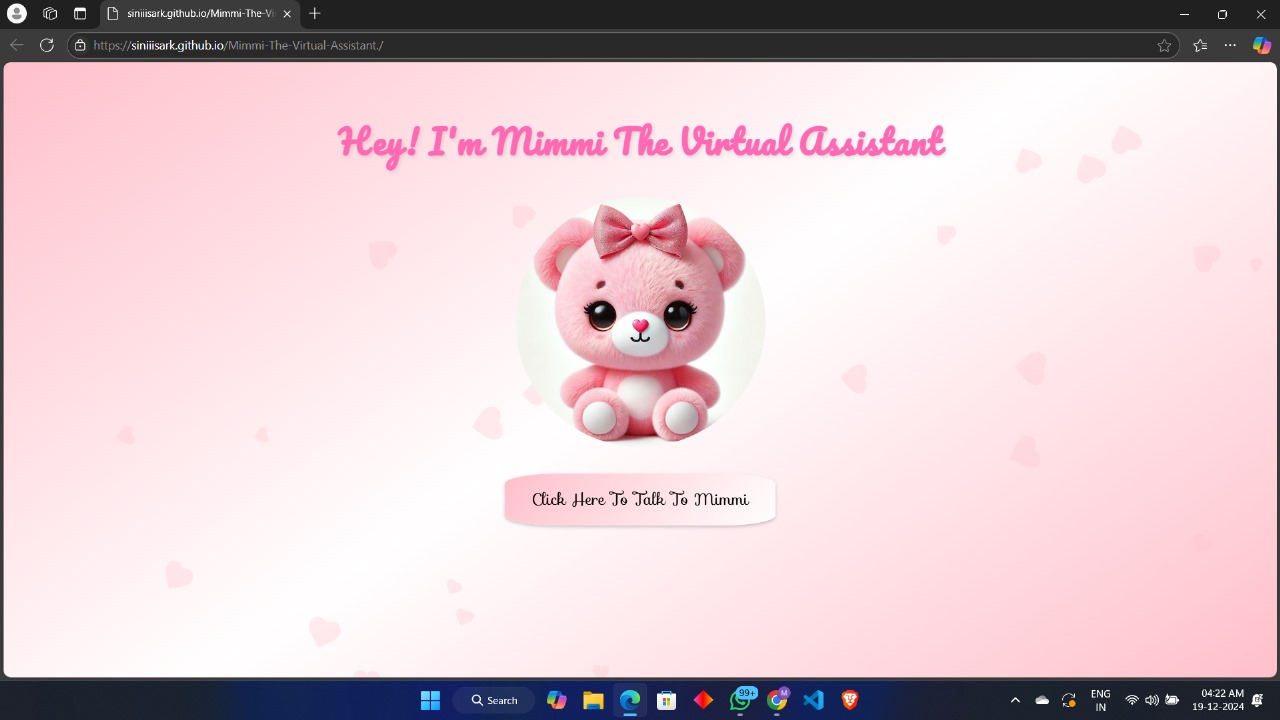 siniiisark.github.io/Mimmi-The-Vi
https://siniiisark.github.io/Mimmi-The-Virtual-Assistant./
Hey! I'm Mimmi The Virtual Assistant
Click Here To Talk To Mimmi
Search
99+
M
ENG
IN
04:22 AM
19-12-2024